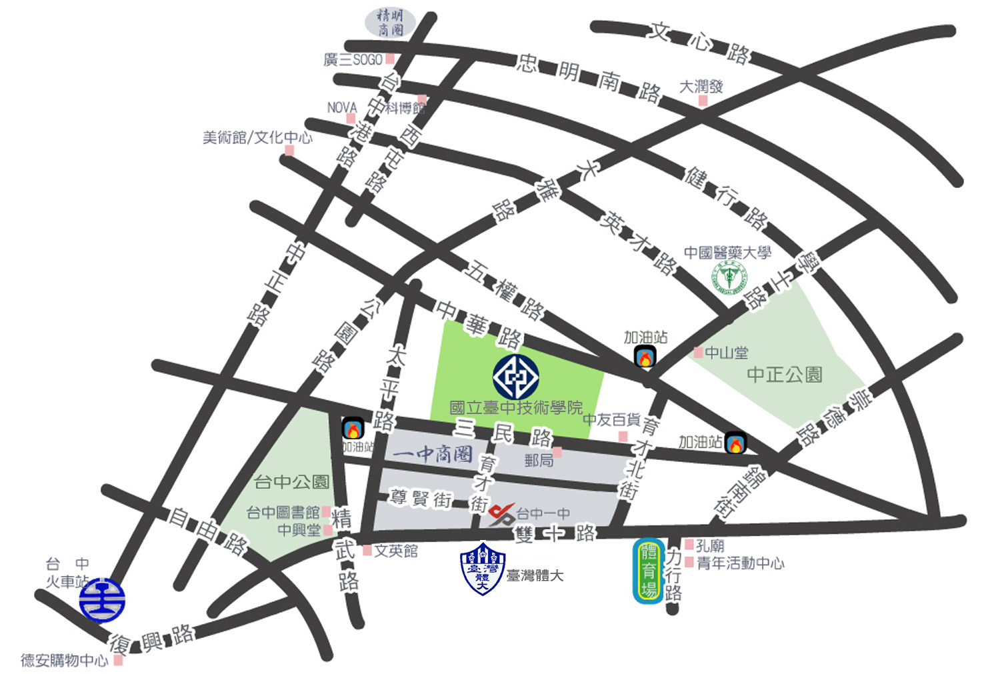 精明
商圈
文心路
廣三SOGO
忠明南路
大潤發
台中港路
NOVA
科博館
西屯路
美術館/文化中心
大雅路
健行路
英才路
中國醫藥大學
學士路
中正路
五權路
公園路
中華路
加油站
中山堂
中正公園
太平路
國立臺中技術學院
崇德路
中友百貨
三民路
加油站
加油站
一中商圈
郵局
育才北街
育才街
錦南街
台中公園
尊賢街
台中一中
台中圖書館
中興堂
精武路
自由路
雙十路
文英館
孔廟
青年活動中心
體育場
力行路
臺灣
體
大
臺灣體大
台中
火車站
復興路
德安購物中心